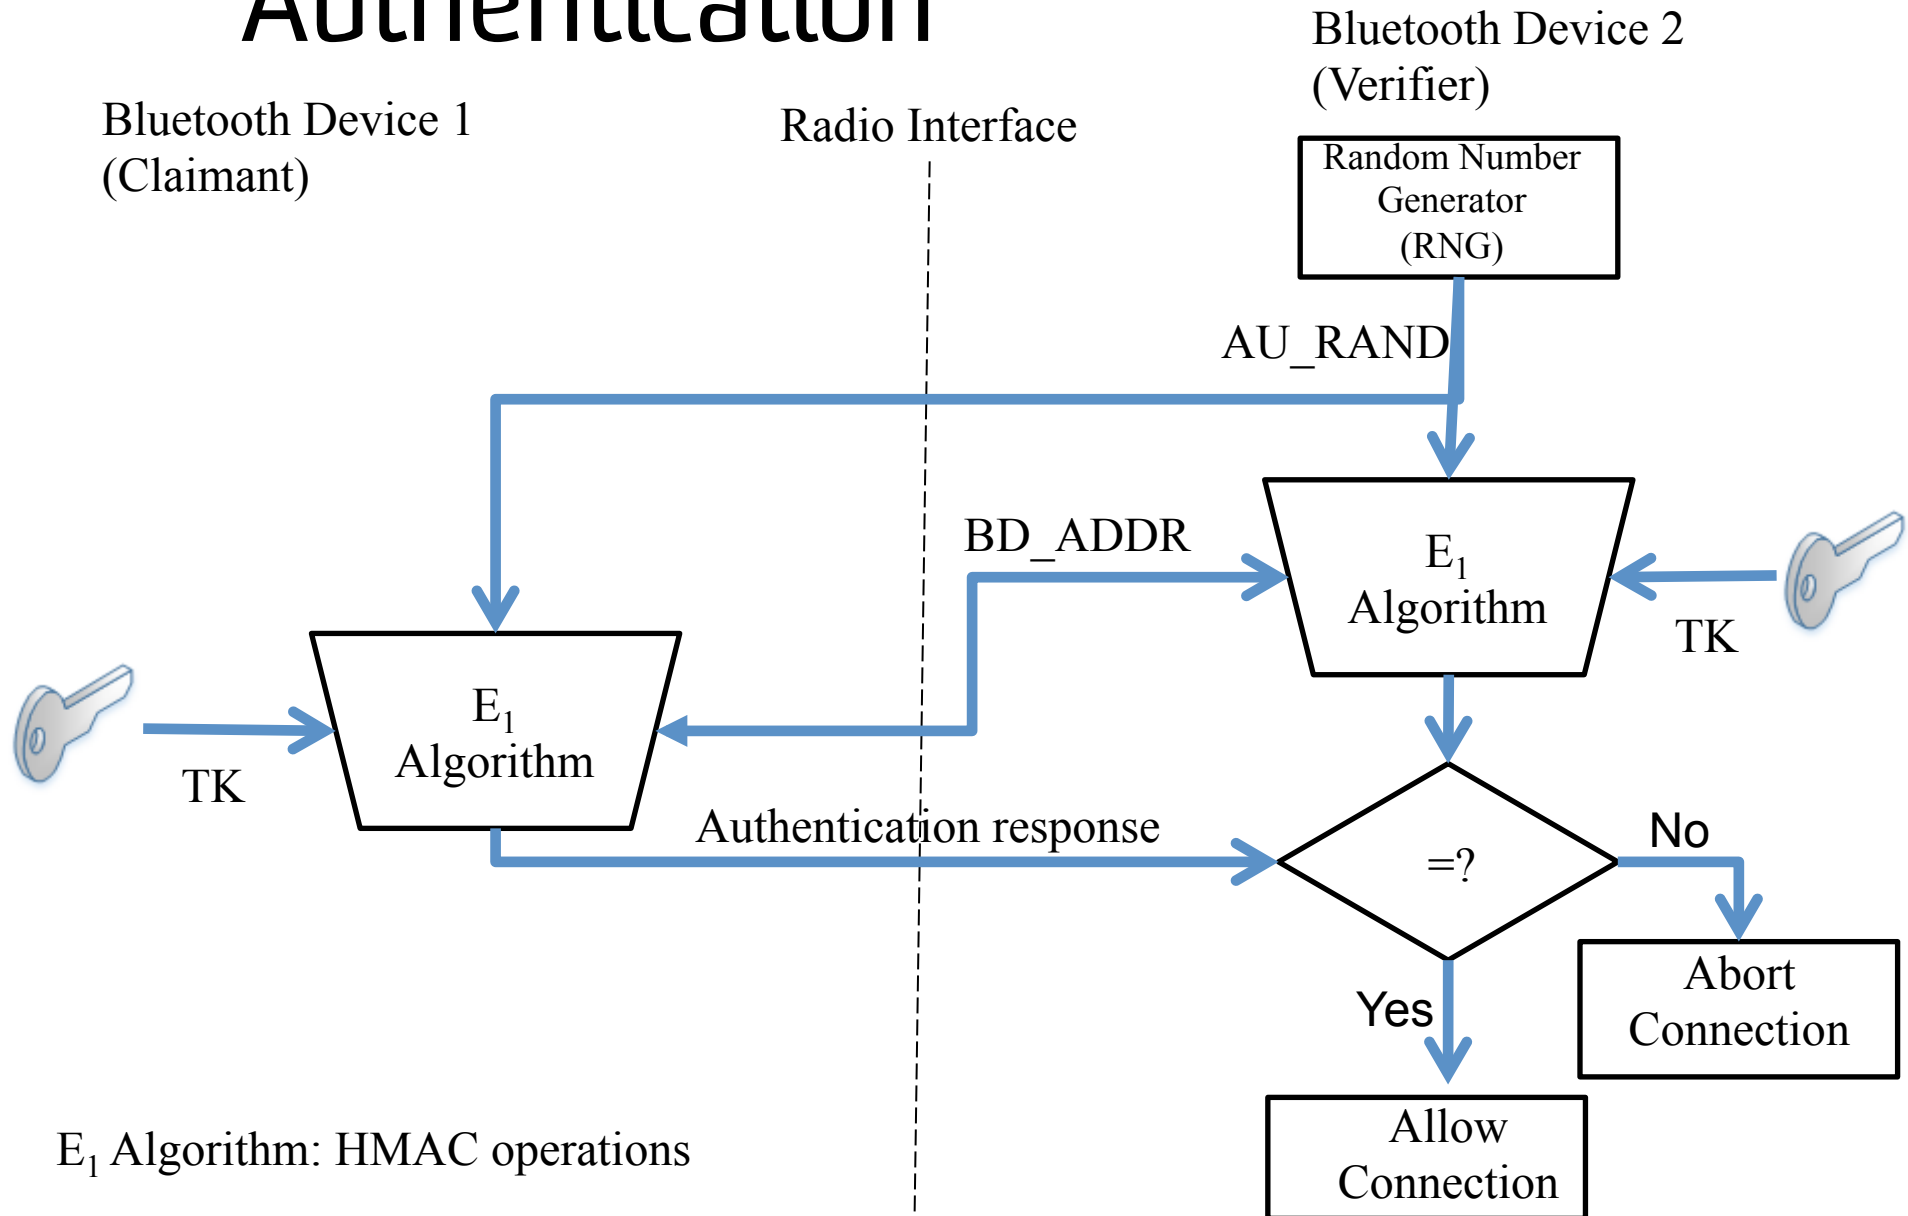 Authentication
Bluetooth Device 1
(Claimant)
Radio Interface
Bluetooth Device 2
(Verifier)
Random Number
Generator
(RNG)
AU_RAND
BD_ADDR
E₁
Algorithm
TK
E₁
Algorithm
TK
Authentication response
=?
No
Yes
Abort
Connection
Allow
Connection
E₁ Algorithm: HMAC operations